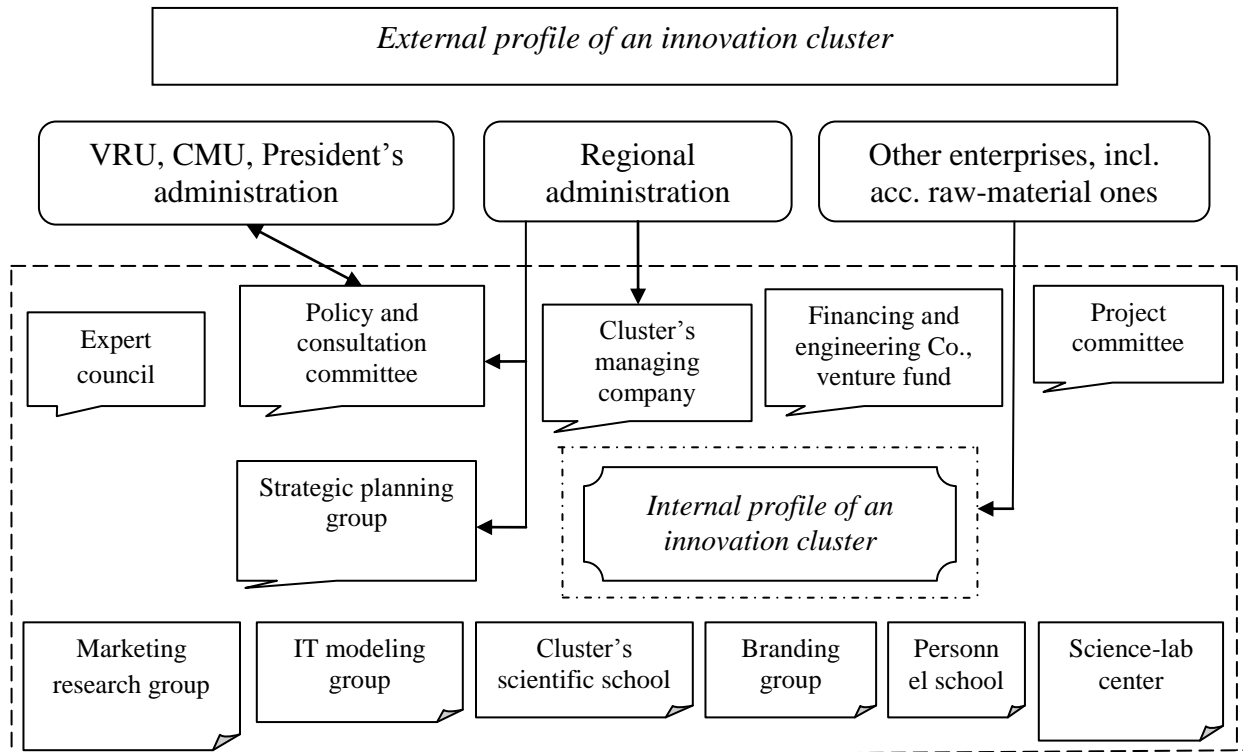 External profile of an innovation cluster
VRU, CMU, President's
administration
Regional
administration
Other enterprises, incl.
acc. raw-material ones
Expert
council
Policy and
consultation
committee
Cluster's
managing
company
Financing and
engineering Co.,
venture fund
Project
committee
Strategic planning
group
Internal profile of an
innovation cluster
Marketing
research group
IT modeling
group
Cluster's
scientific school
Branding
group
Personn
el school
Science-lab
center